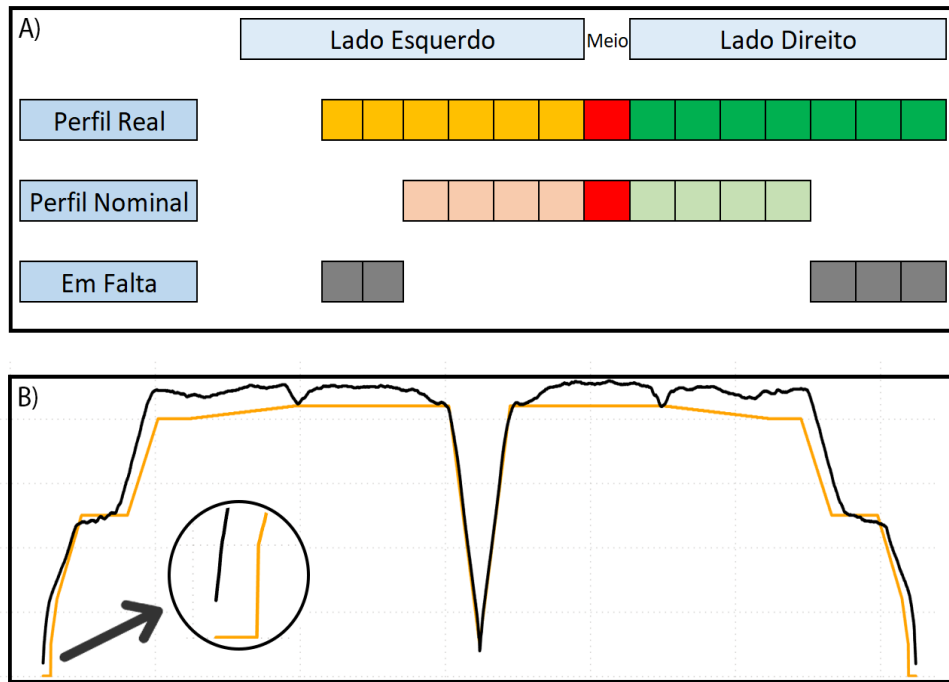 A)
Lado Esquerdo
Meio
Lado Direito
Perfil Real
Perfil Nominal
Em Falta
B)